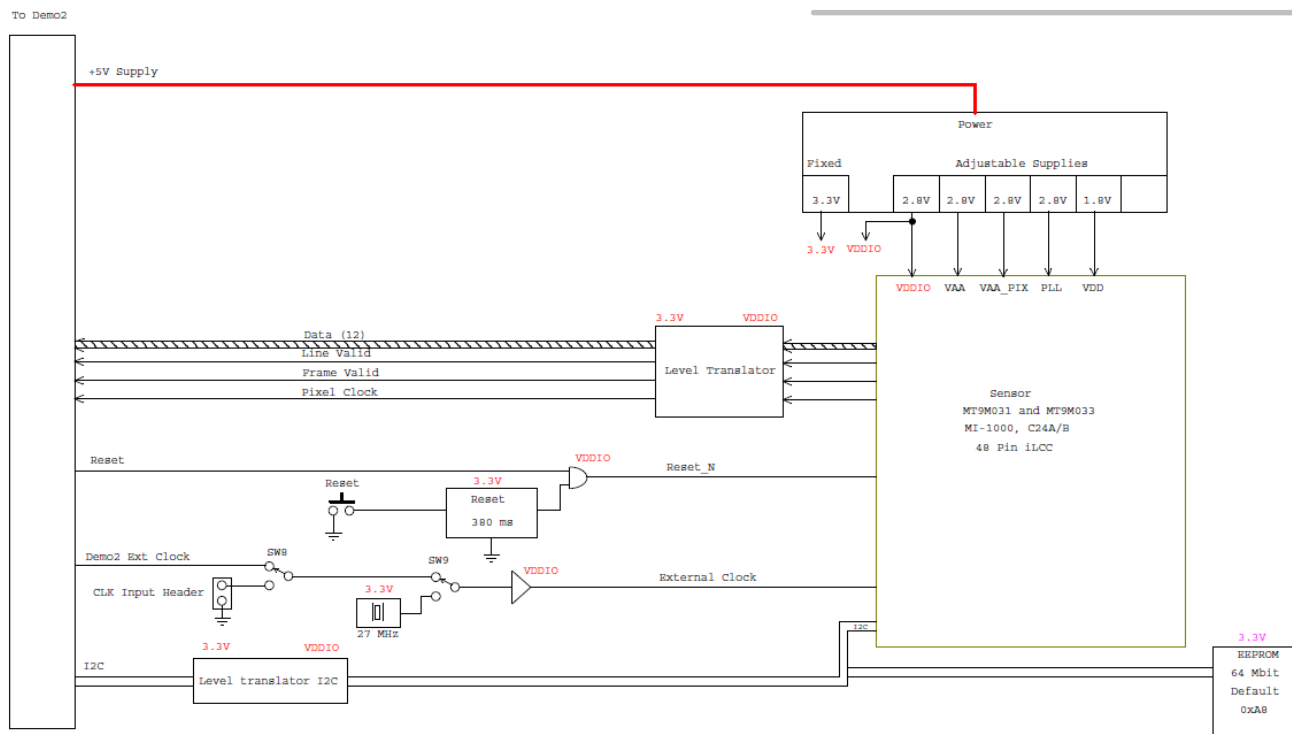 To Demo2
+5V Supply
Power
Fixed
Adjustable Supplies
3.3V
2.8V
2.8V
2.8V
2.8V
1.8V
3.3V
VDDIO
VDDIO
VAA
VAA_PIX
PLL
VDD
3.3V
VDDIO
Data (12)
Line Valid
Frame Valid
Pixel Clock
Level Translator
Sensor
MT9M031 and MT9M033
MI-1000, C24A/B
48 Pin iLCC
Reset
VDDIO
Reset_N
Reset
3.3V
Reset
380 ms
Demo2 Ext Clock
SW8
SW9
VDDIO
External Clock
CLK Input Header
3.3V
27 MHz
I2C
3.3V
VDDIO
I2C
Level translator I2C
3.3V
EEPROM
64 Mbit
Default
0xA8